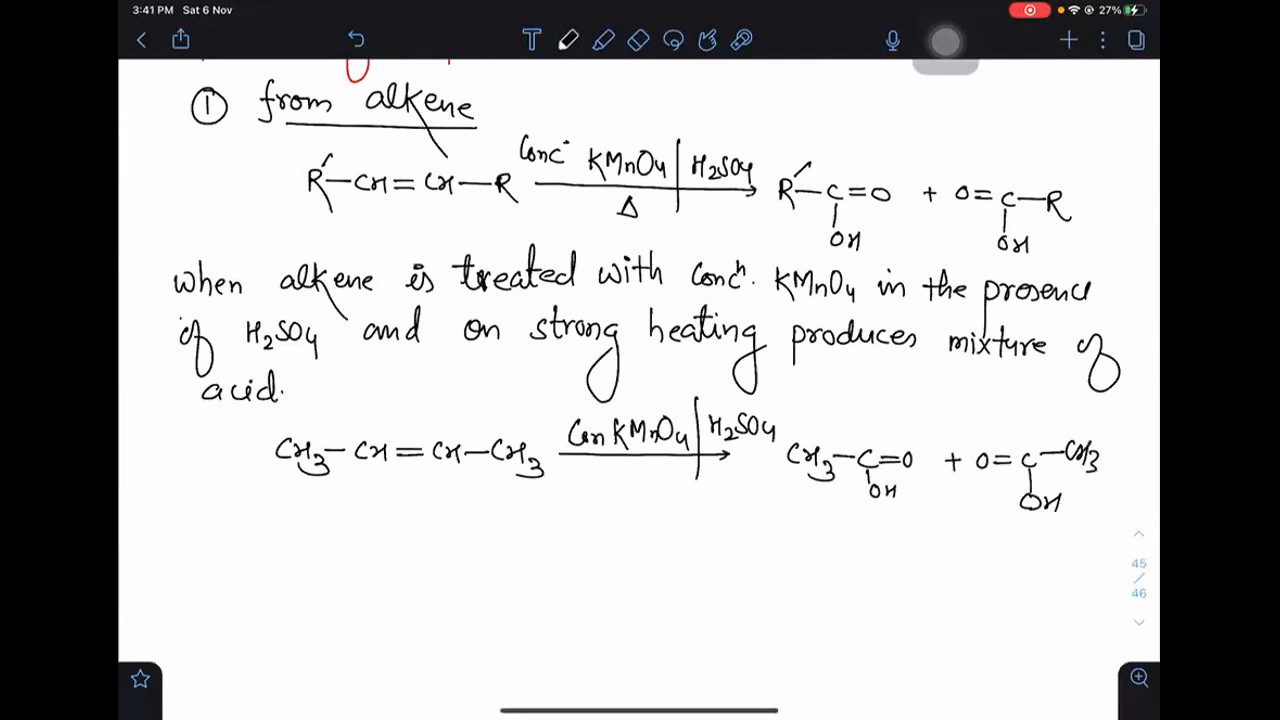 3:41 PM Sat 6 Nov
27%
T
① from alkene
R'—CH=CH—R Conc KMnO4 | H2SO4 Δ → R'—C=O + O=C—R
OH OH
when alkene is treated with Concn. KMnO4 in the presence
of H2SO4 and on strong heating produces mixture of
acid.
CH3—CH=CH—CH3 Con KMnO4 | H2SO4 → CH3—C=O + O=C—CH3
OH OH
45
/
46